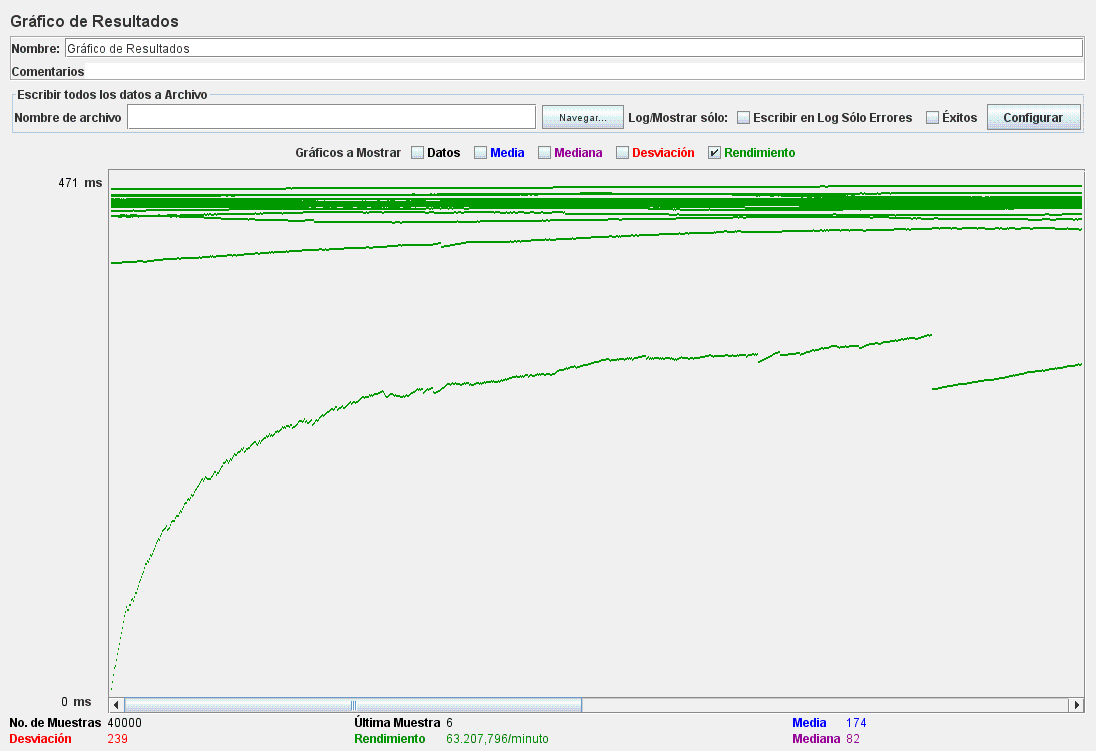 Gráfico de Resultados
Nombre: Gráfico de Resultados
Comentarios
Escribir todos los datos a Archivo
Nombre de archivo Navegar... Log/Mostrar sólo: Escribir en Log Sólo Errores Éxitos Configurar
Gráficos a Mostrar Datos Media Mediana Desviación Rendimiento
471 ms
0 ms
No. de Muestras 40000 Última Muestra 6 Media 174
Desviación 239 Rendimiento 63.207,796/minuto Mediana 82